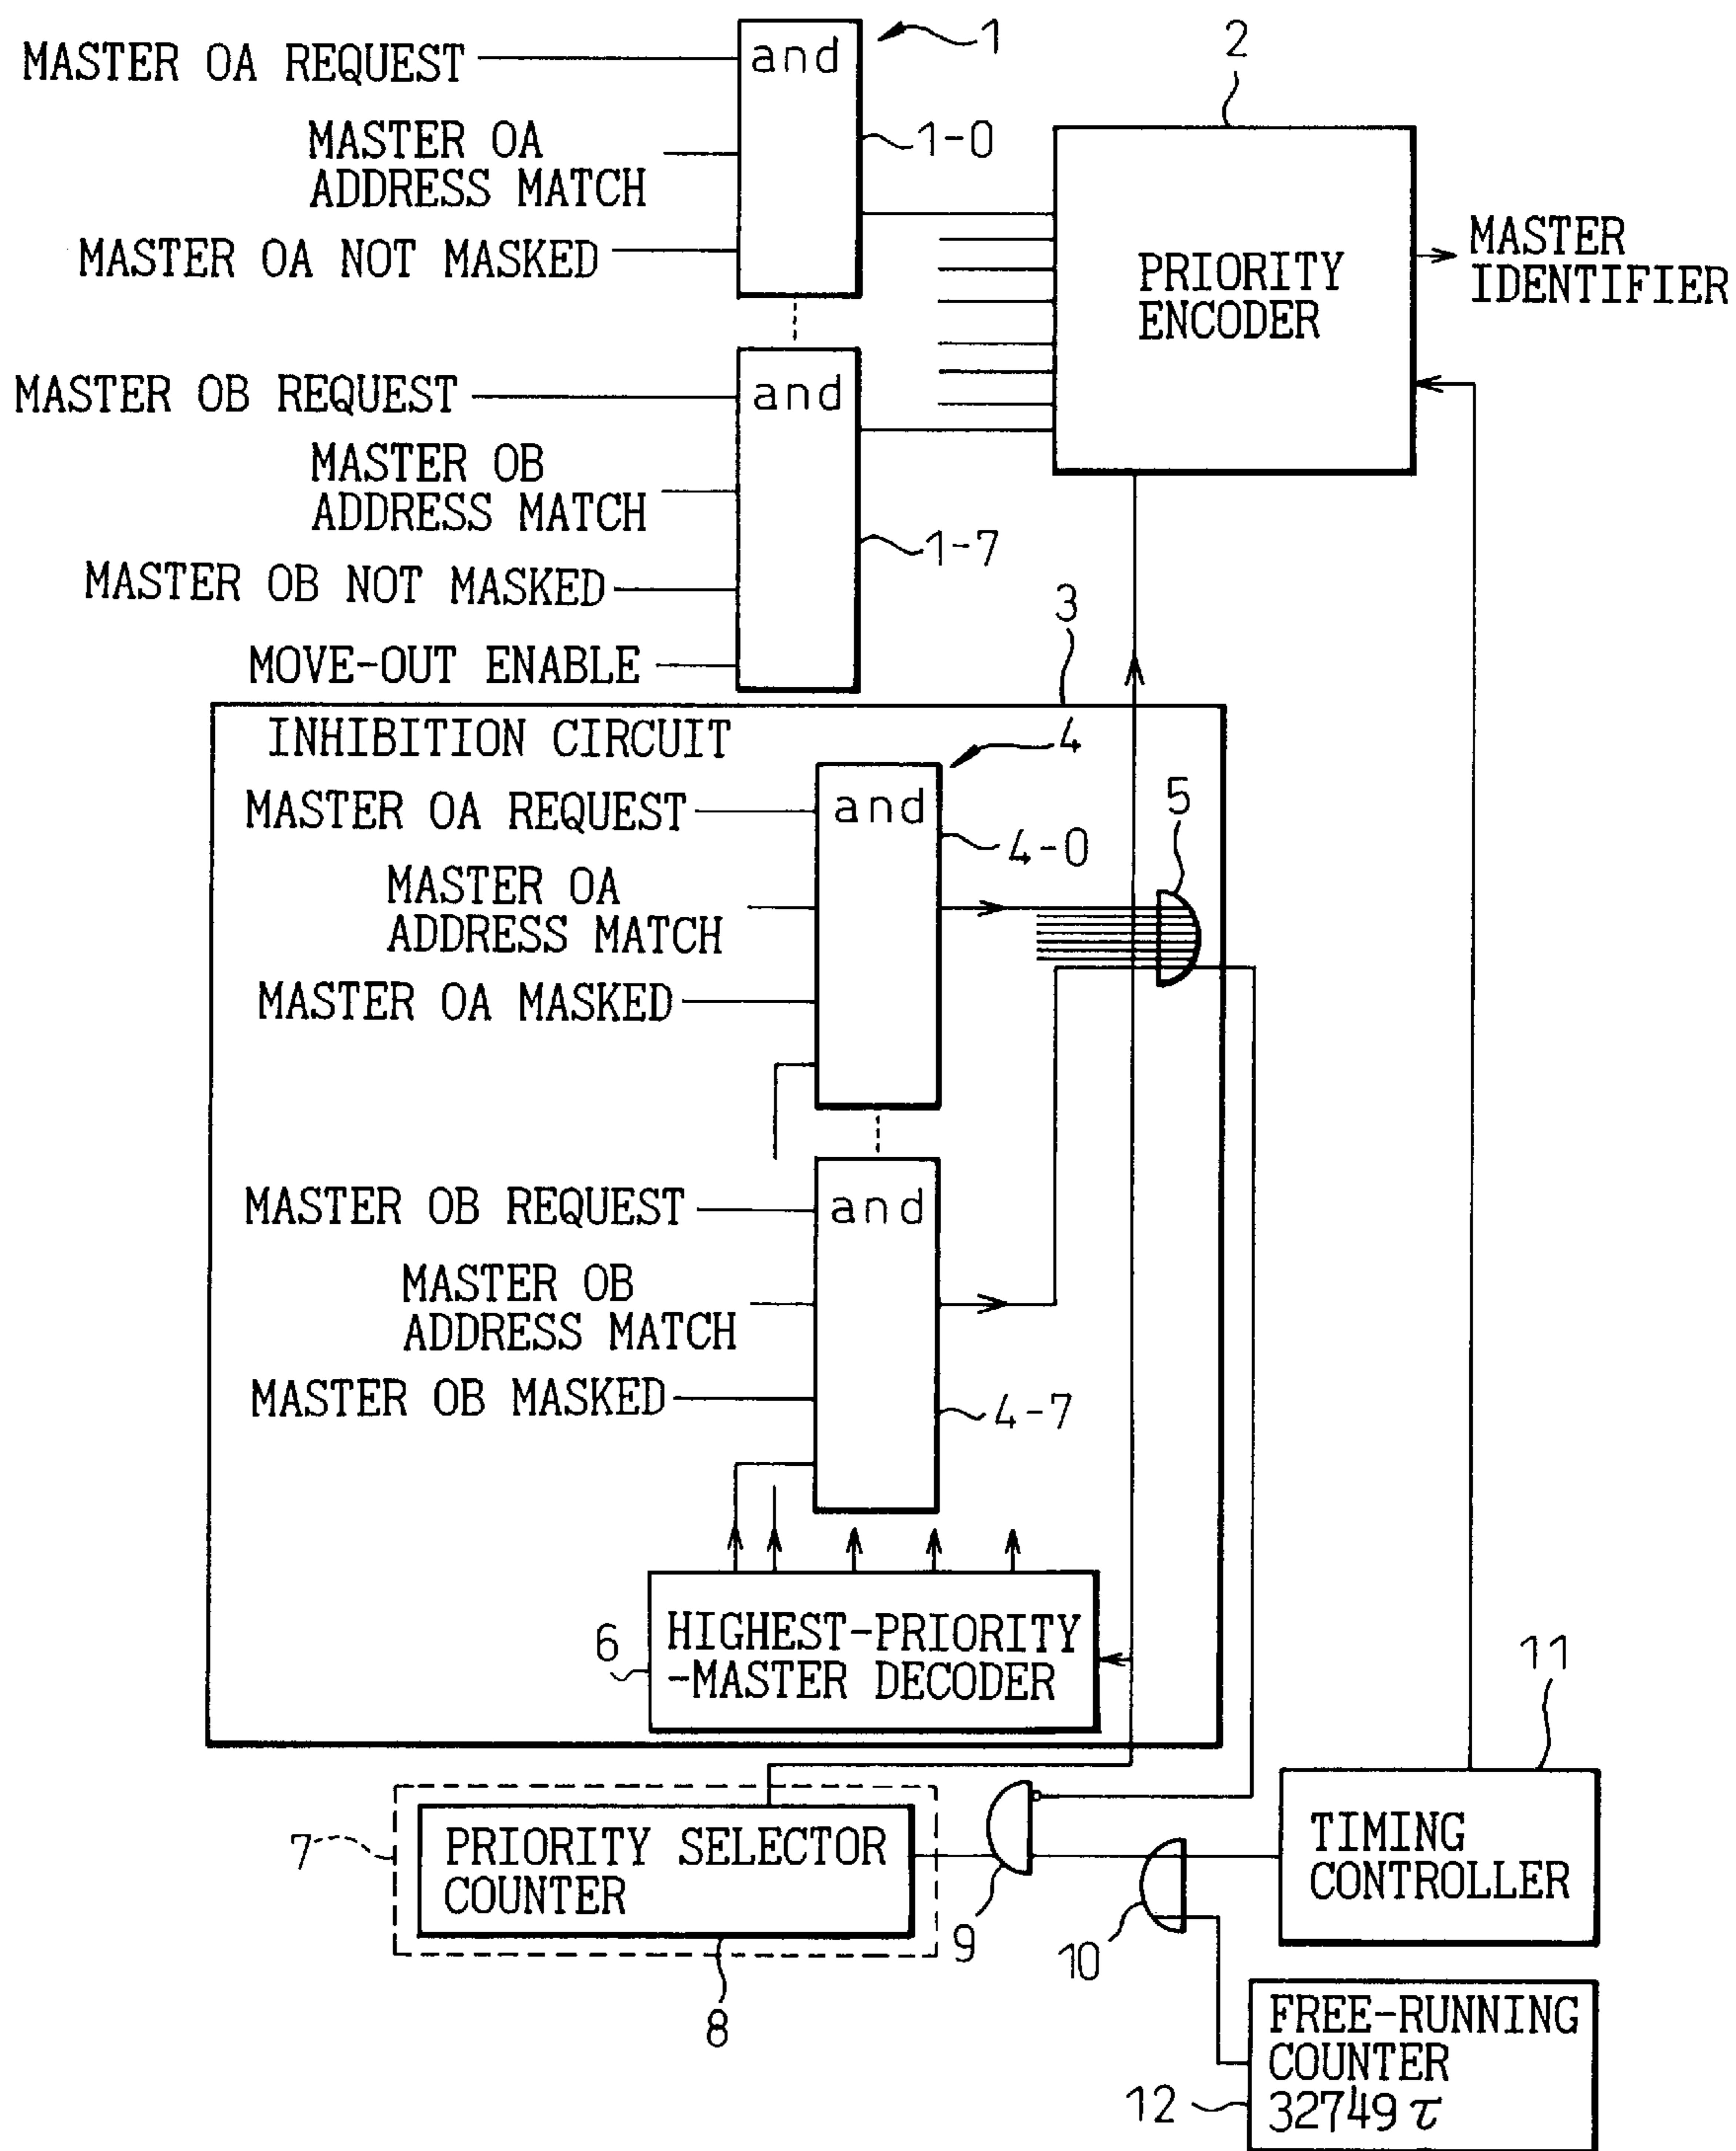 MASTER OA REQUEST
and
1
MASTER OA
ADDRESS MATCH
1-0
MASTER OA NOT MASKED
2
PRIORITY
ENCODER
MASTER
IDENTIFIER
MASTER OB REQUEST
and
MASTER OB
ADDRESS MATCH
1-7
MASTER OB NOT MASKED
MOVE-OUT ENABLE
3
INHIBITION CIRCUIT
4
MASTER OA REQUEST
and
4-0
5
MASTER OA
ADDRESS MATCH
MASTER OA MASKED
MASTER OB REQUEST
and
MASTER OB
ADDRESS MATCH
MASTER OB MASKED
4-7
6
HIGHEST-PRIORITY
-MASTER DECODER
11
7
PRIORITY SELECTOR
COUNTER
8
9
10
TIMING
CONTROLLER
FREE-RUNNING
COUNTER
32749 τ
12